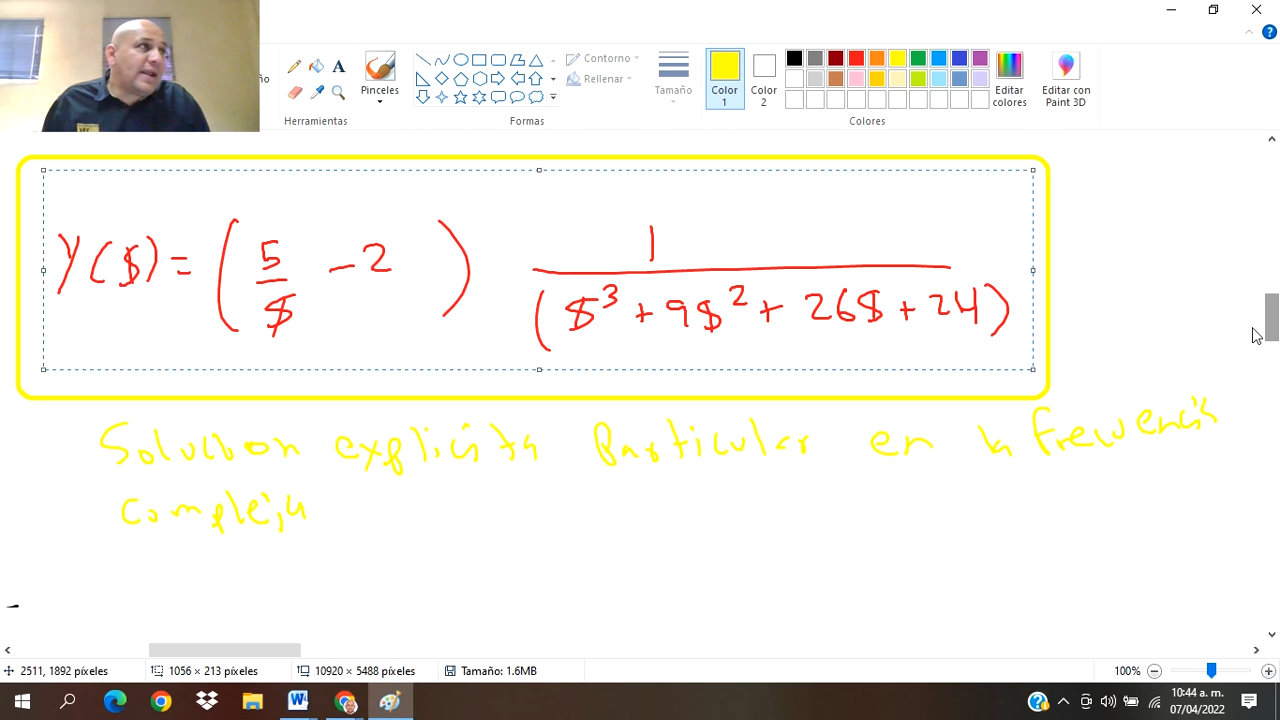 Contorno
Rellenar
Pinceles
Tamaño
Color 1
Color 2
Editar colores
Editar con Paint 3D
Herramientas
Formas
Colores
Y($) = ( 5/$ - 2 ) 1/($³ + 9$² + 26$ + 24)
Solucion explicita Particular en la Frecuencia
compleja
2511, 1892 píxeles
1056 × 213 píxeles
10920 × 5488 píxeles
Tamaño: 1.6MB
100%
10:44 a. m.
07/04/2022